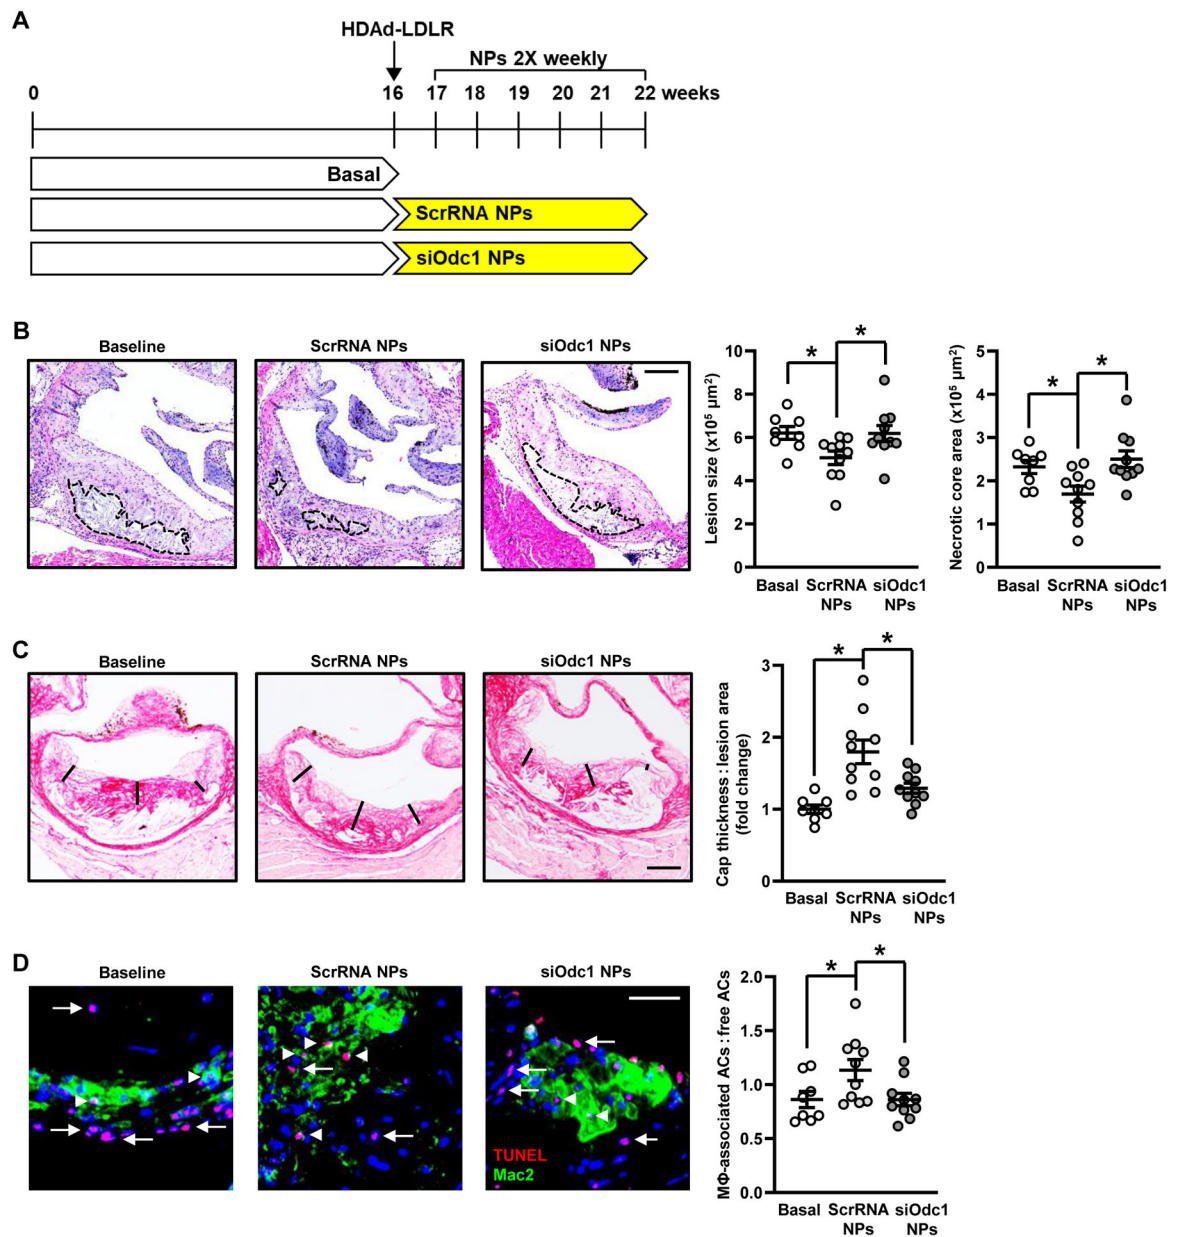 A
HDAd-LDLR
NPs 2X weekly
0 16 17 18 19 20 21 22 weeks
Basal
ScrRNA NPs
siOdc1 NPs
B
Baseline ScrRNA NPs siOdc1 NPs
Lesion size (x10⁵ µm²)
10
8
6
4
2
0
* *
Basal ScrRNA siOdc1
NPs NPs
Necrotic core area (x10⁵ µm²)
5
4
3
2
1
0
* *
Basal ScrRNA siOdc1
NPs NPs
C
Baseline ScrRNA NPs siOdc1 NPs
Cap thickness : lesion area
(fold change)
3
2
1
0
* *
Basal ScrRNA siOdc1
NPs NPs
D
Baseline ScrRNA NPs siOdc1 NPs
TUNEL
Mac2
MΦ-associated ACs : free ACs
2.0
1.5
1.0
0.5
0.0
* *
Basal ScrRNA siOdc1
NPs NPs